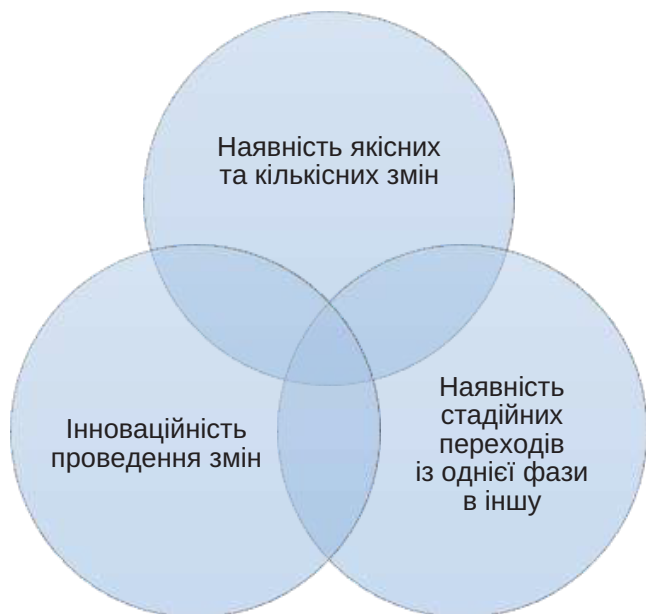 Наявність якісних
та кількісних змін
Інноваційність
проведення змін
Наявність
стадійних
переходів
із однієї фази
в іншу